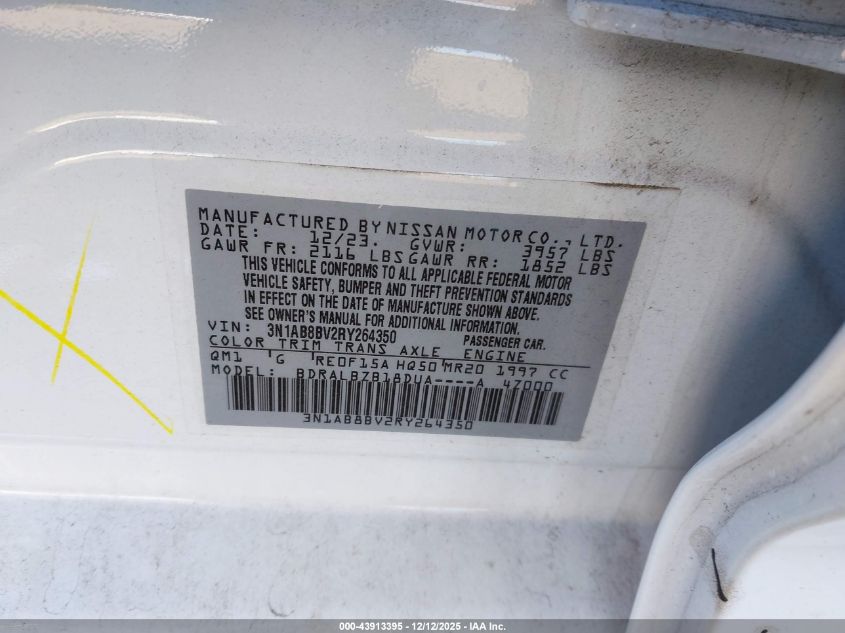 MANUFACTURED BY NISSAN MOTOR CO., LTD.
DATE: 12/23. GVWR: 3957 LBS
GAWR FR: 2116 LBS GAWR RR: 1852 LBS
THIS VEHICLE CONFORMS TO ALL APPLICABLE FEDERAL MOTOR
VEHICLE SAFETY, BUMPER AND THEFT PREVENTION STANDARDS
IN EFFECT ON THE DATE OF MANUFACTURE SHOWN ABOVE.
SEE OWNER'S MANUAL FOR ADDITIONAL INFORMATION.
VIN: 3N1AB8BV2RY264350 PASSENGER CAR.
COLOR TRIM TRANS AXLE ENGINE
QM1 G RE0F15A HQ50 MR20 1997 CC
MODEL: BDRALBZB18DUA----A 47000
3N1AB8BV2RY264350
000-43913395 - 12/12/2025 - IAA Inc.